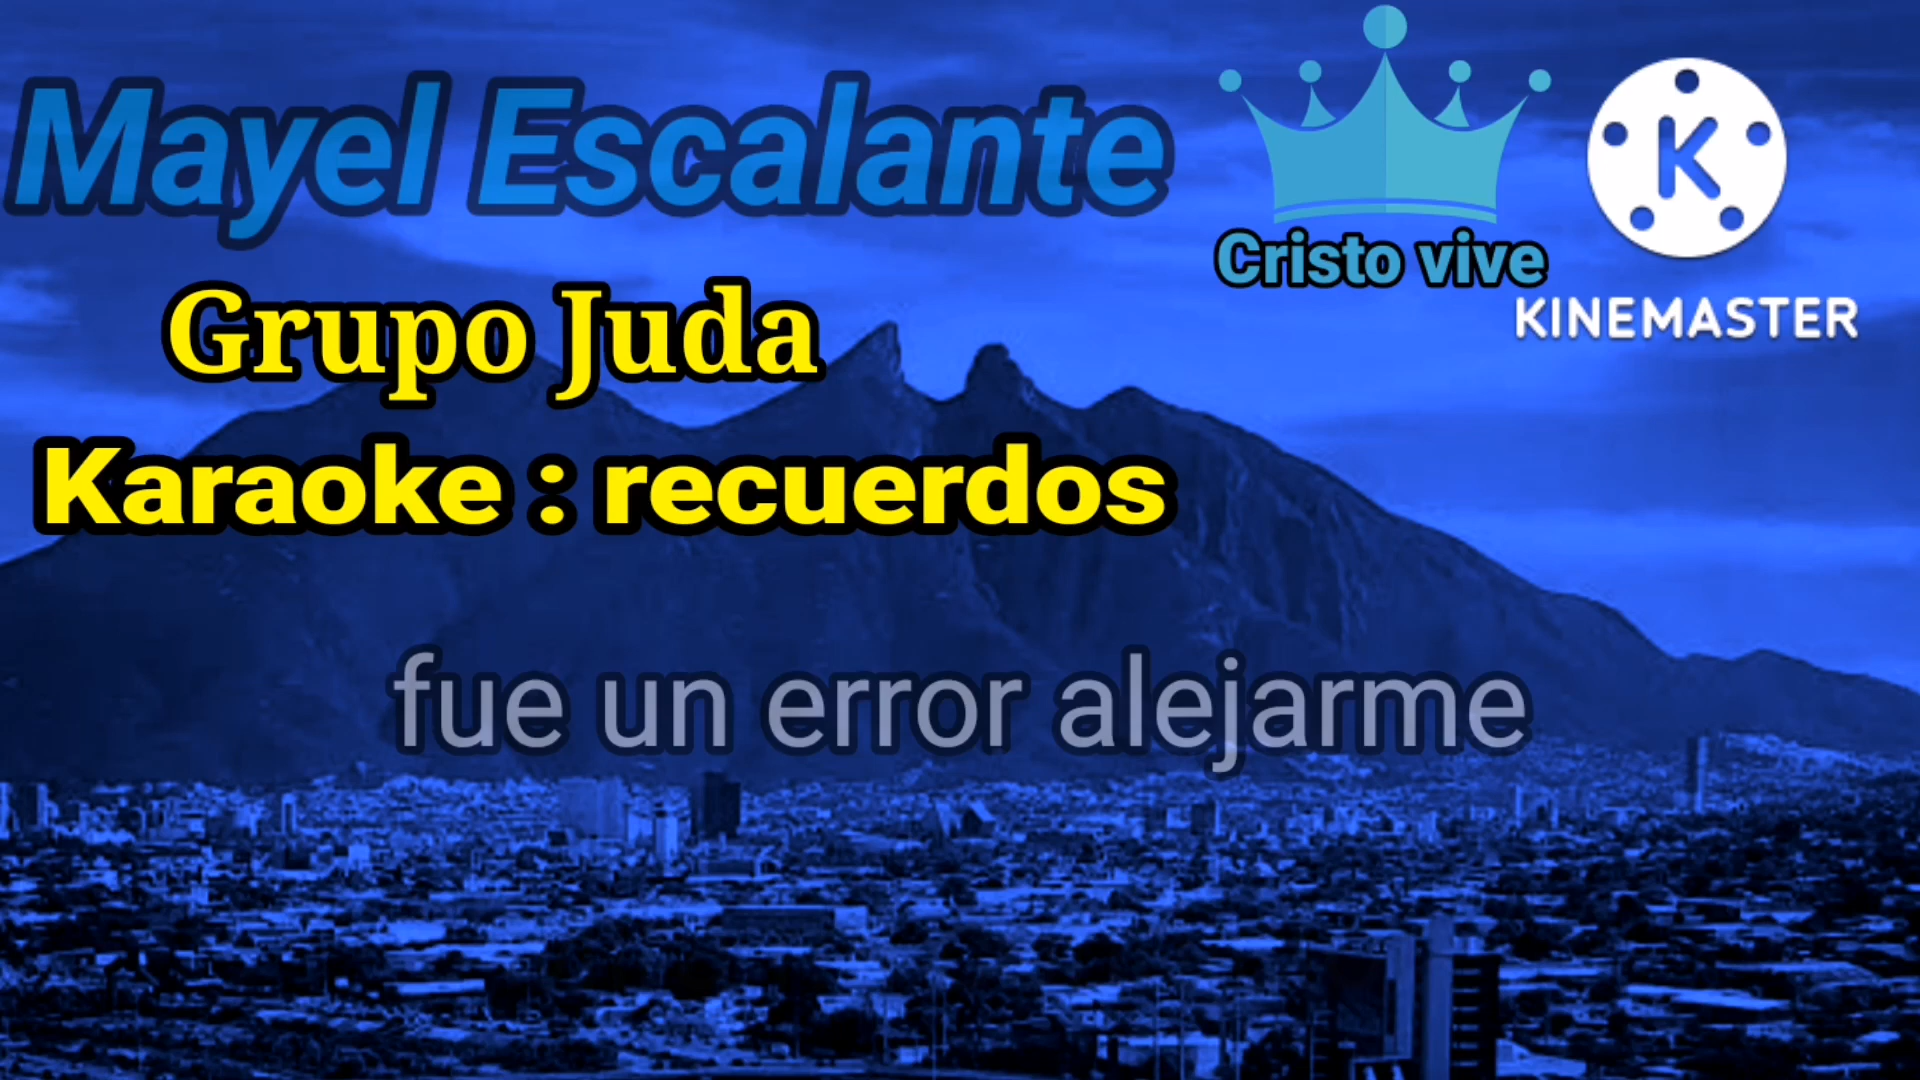 Mayel Escalante
Cristo vive
K
KINEMASTER
Grupo Juda
Karaoke : recuerdos
fue un error alejarme